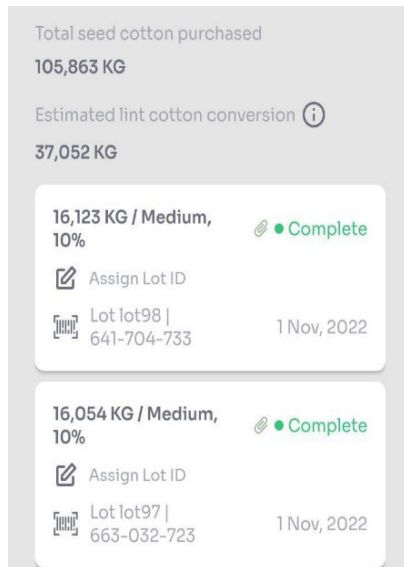 Total seed cotton purchased
105,863 KG
Estimated lint cotton conversion
37,052 KG
16,123 KG / Medium,
10%
Complete
Assign Lot ID
Lot lot98 |
641-704-733
1 Nov, 2022
16,054 KG / Medium,
10%
Complete
Assign Lot ID
Lot lot97 |
663-032-723
1 Nov, 2022